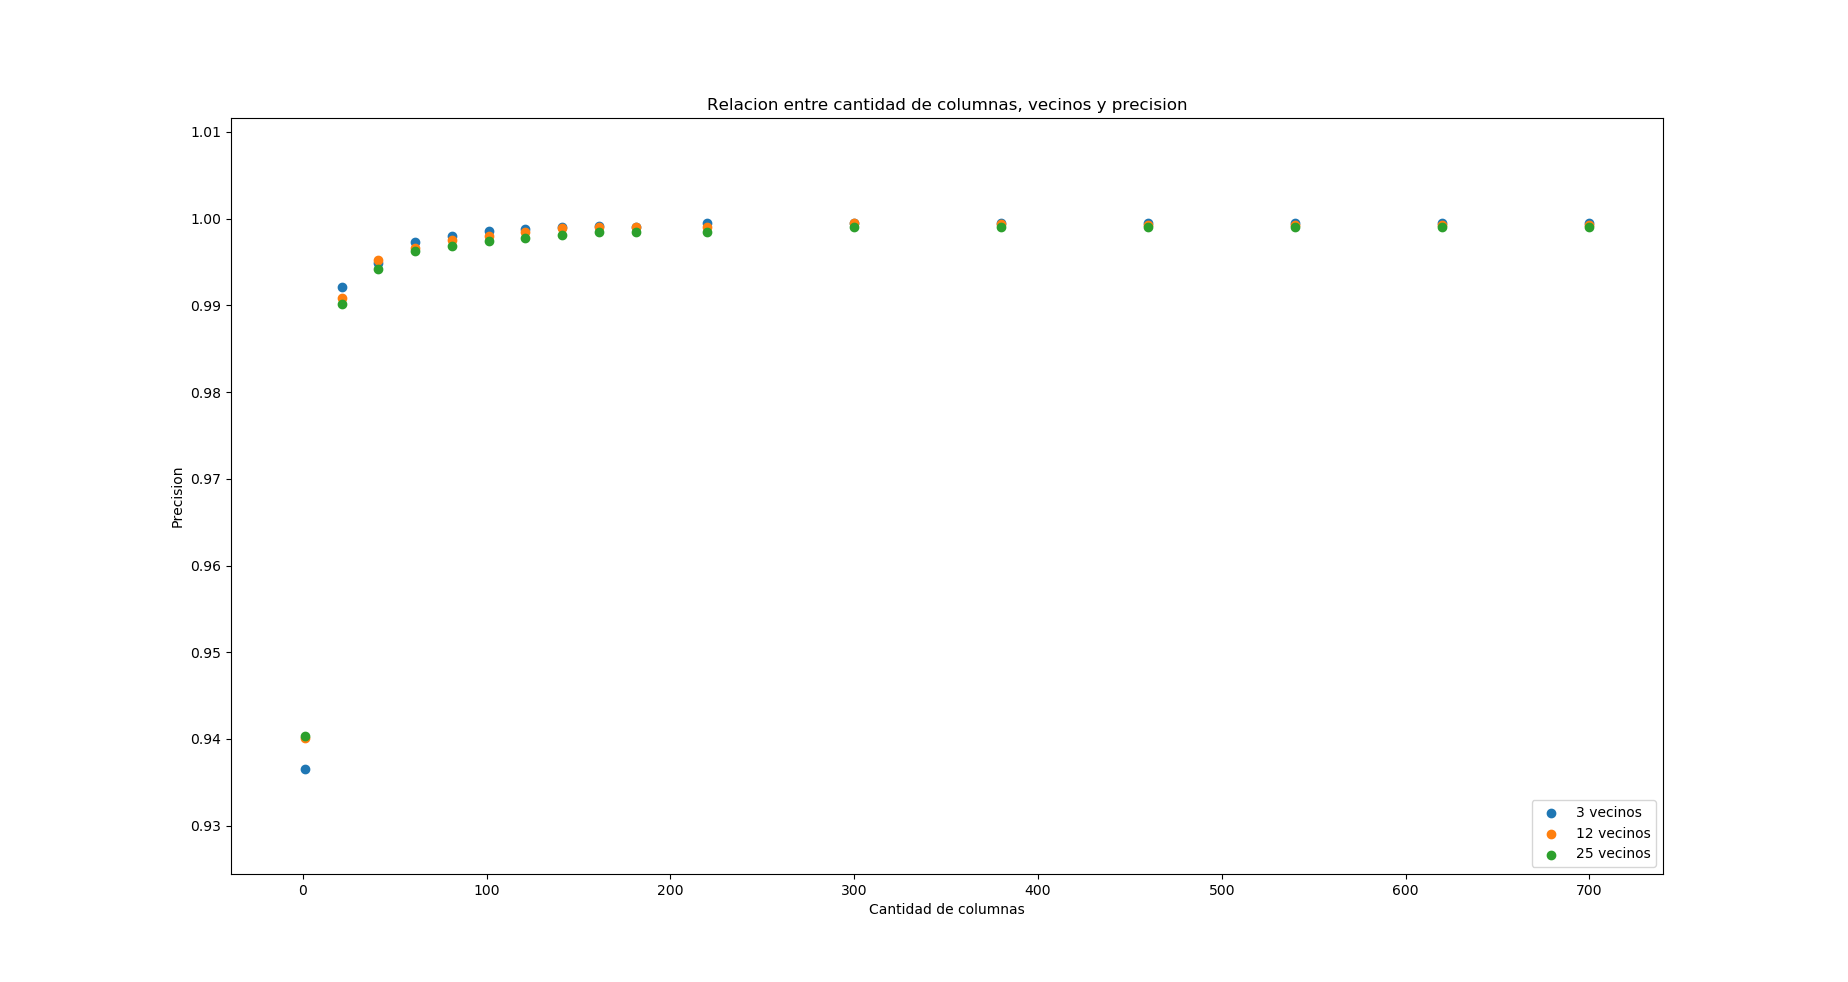 Relacion entre cantidad de columnas, vecinos y precision
1.01
1.00
0.99
0.98
0.97
0.96
0.95
0.94
0.93
Precision
3 vecinos
12 vecinos
25 vecinos
0 100 200 300 400 500 600 700
Cantidad de columnas